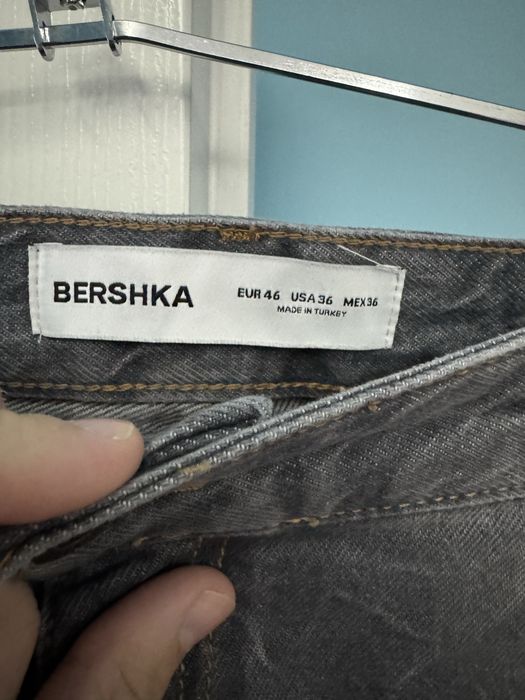 BERSHKA
EUR 46 USA 36 MEX 36
MADE IN TURKEY